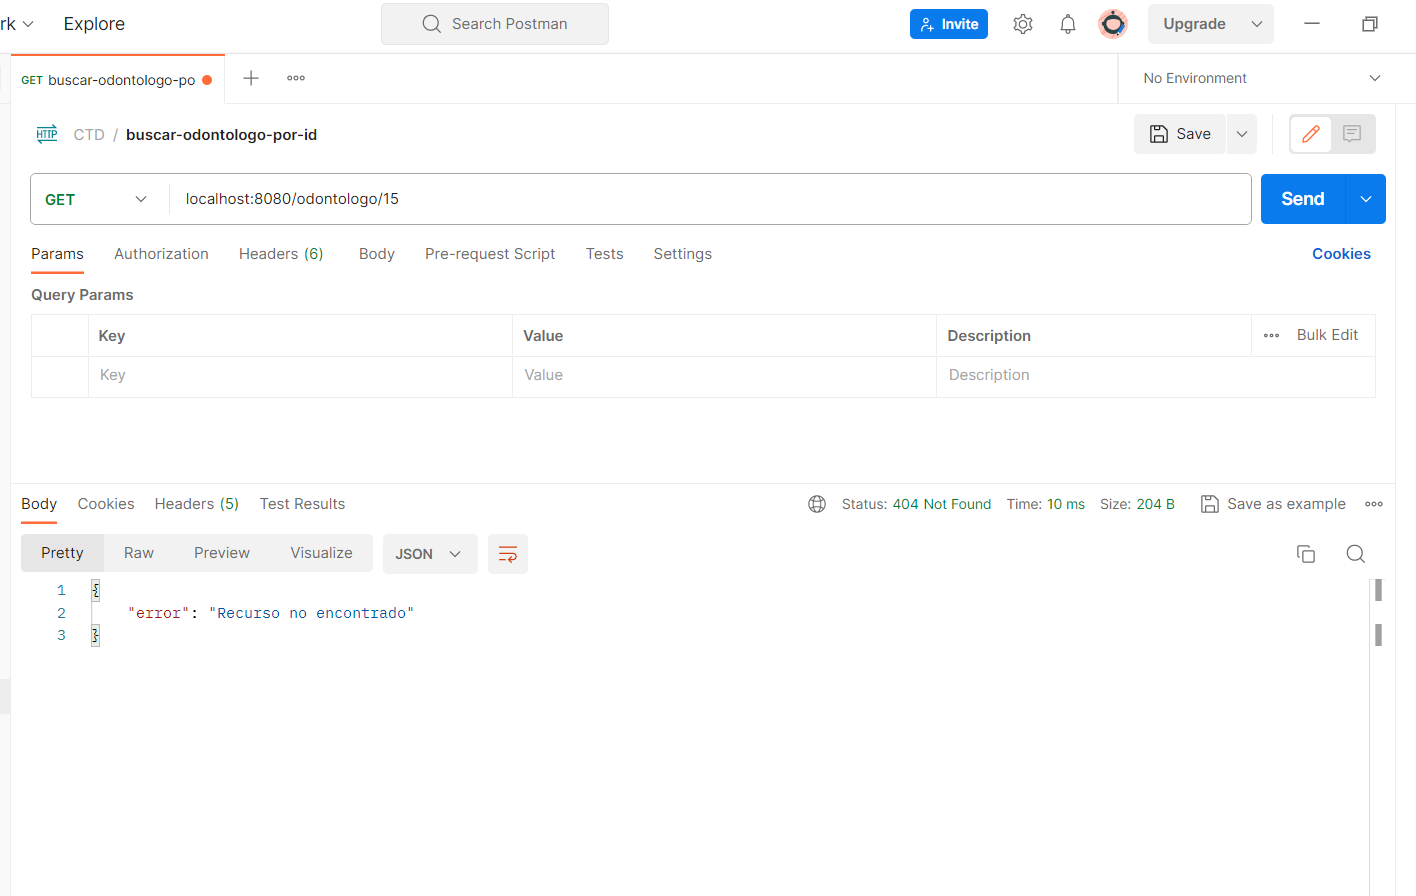 rk Explore Search Postman Invite Upgrade
GET buscar-odontologo-po No Environment
HTTP CTD / buscar-odontologo-por-id Save
GET localhost:8080/odontologo/15 Send
Params Authorization Headers (6) Body Pre-request Script Tests Settings Cookies
Query Params
Key Value Description Bulk Edit
Key Value Description
Body Cookies Headers (5) Test Results Status: 404 Not Found Time: 10 ms Size: 204 B Save as example
Pretty Raw Preview Visualize JSON
1 {
2 "error": "Recurso no encontrado"
3 }